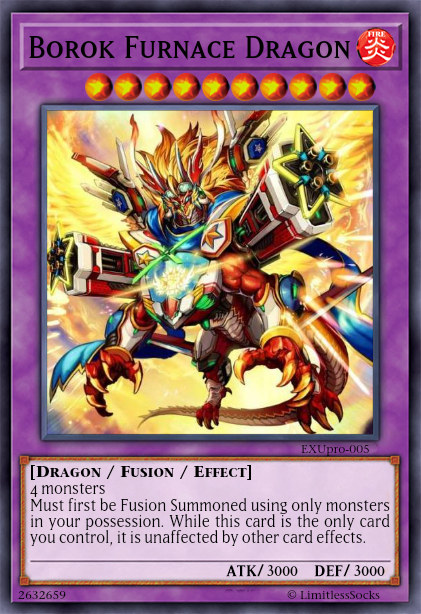 Borok Furnace Dragon
FIRE
炎
EXUpro-005
[Dragon / Fusion / Effect]
4 monsters
Must first be Fusion Summoned using only monsters
in your possession. While this card is the only card
you control, it is unaffected by other card effects.
ATK/ 3000 DEF/ 3000
2632659 © LimitlessSocks